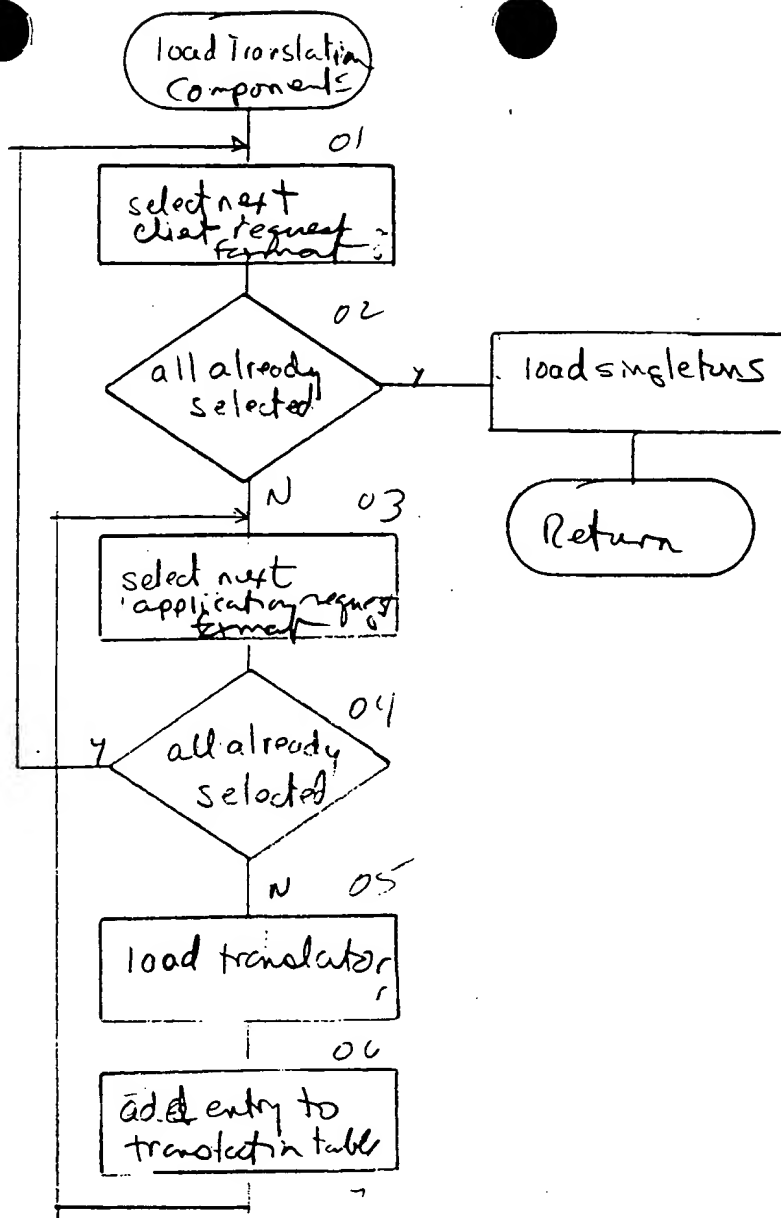 load Translation
Components
01
select next
client request
format
02
all already
selected
Y
load singletons
Return
N
03
select next
application request
format
04
all already
selected
Y
N
05
load translator
06
add entry to
translation table